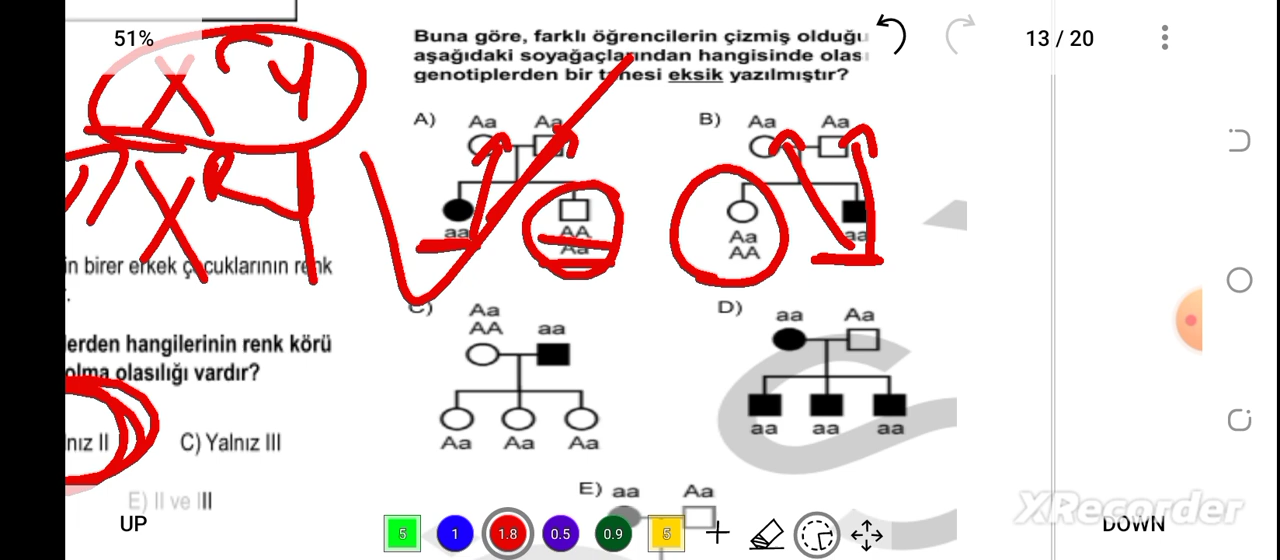 51%
13 / 20
Buna göre, farklı öğrencilerin çizmiş olduğu
aşağıdaki soyağaçlarından hangisinde olası
genotiplerden bir tanesi eksik yazılmıştır?
A) Aa Aa
aa
AA
Aa
B) Aa Aa
Aa
AA
aa
X r y
X R
in birer erkek çocuklarının renk
lerden hangilerinin renk körü
olma olasılığı vardır?
nız II
C) Yalnız III
E) II ve III
C) Aa
AA aa
Aa Aa Aa
D) aa Aa
aa aa aa
E) aa Aa
UP
5 1 1.8 0.5 0.9 5
XRecorder
DOWN